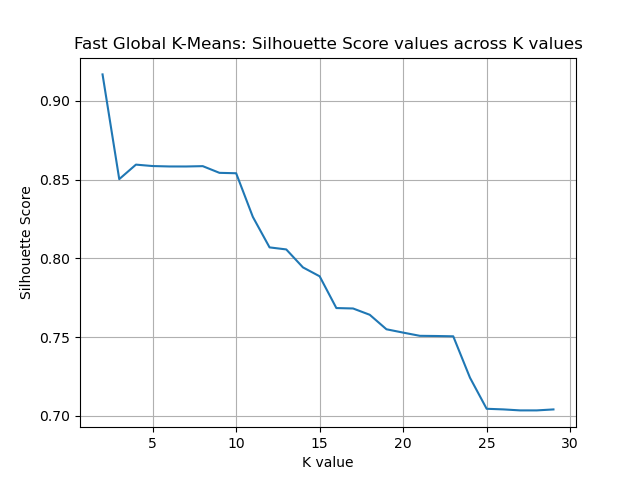 Fast Global K-Means: Silhouette Score values across K values
0.90
0.85
0.80
0.75
0.70
Silhouette Score
5 10 15 20 25 30
K value